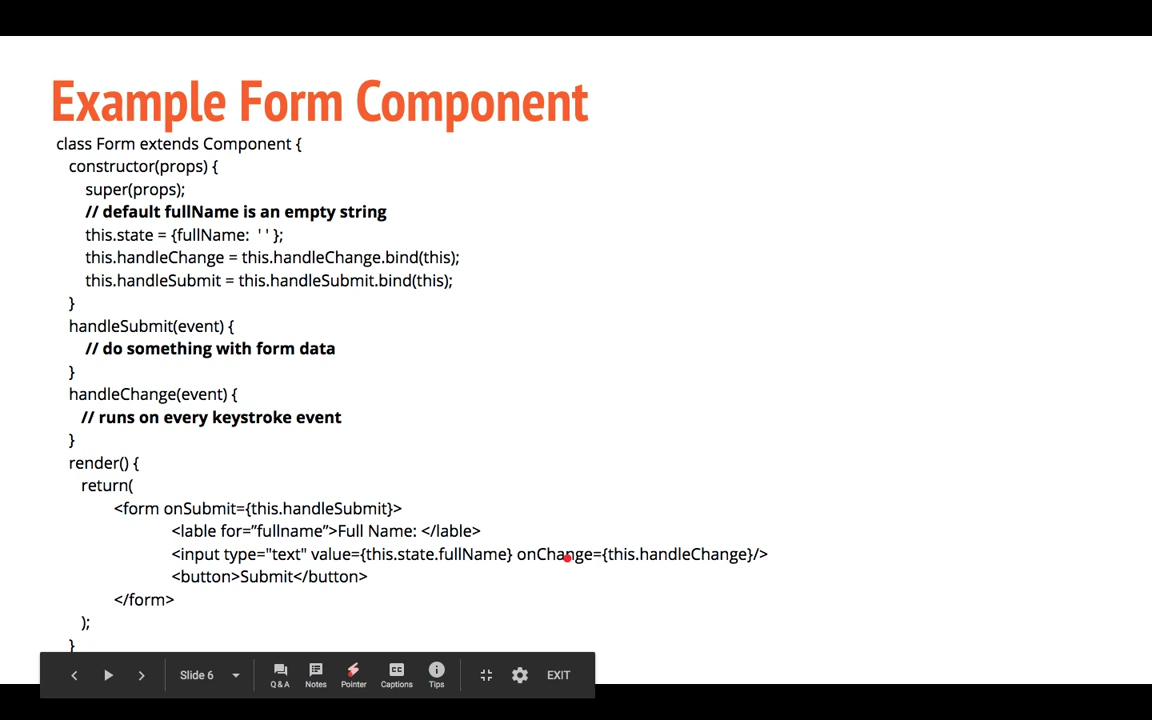 Example Form Component
class Form extends Component {
constructor(props) {
super(props);
// default fullName is an empty string
this.state = {fullName: ' ' };
this.handleChange = this.handleChange.bind(this);
this.handleSubmit = this.handleSubmit.bind(this);
}
handleSubmit(event) {
// do something with form data
}
handleChange(event) {
// runs on every keystroke event
}
render() {
return(
<form onSubmit={this.handleSubmit}>
<lable for=”fullname”>Full Name: </lable>
<input type="text" value={this.state.fullName} onChange={this.handleChange}/>
<button>Submit</button>
</form>
);
}
Slide 6
Q & A Notes Pointer Captions Tips
CC
EXIT